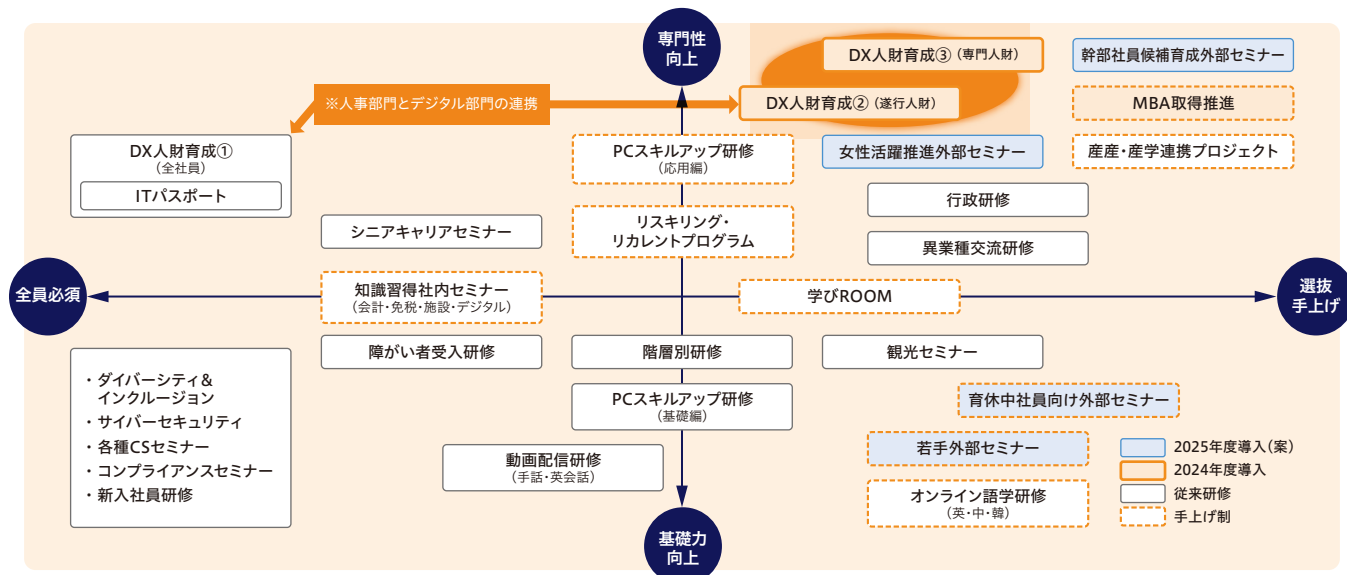 専門性
向上
DX人財育成③（専門人財）
幹部社員候補育成外部セミナー
※人事部門とデジタル部門の連携
DX人財育成②（遂行人財）
MBA取得推進
DX人財育成①
（全社員）
ITパスポート
PCスキルアップ研修
（応用編）
女性活躍推進外部セミナー
産産・産学連携プロジェクト
行政研修
シニアキャリアセミナー
リスキリング・
リカレントプログラム
異業種交流研修
全員必須
知識習得社内セミナー
（会計・免税・施設・デジタル）
学びROOM
選抜
手上げ
障がい者受入研修
階層別研修
観光セミナー
・ダイバーシティ&
インクルージョン
・サイバーセキュリティ
・各種CSセミナー
・コンプライアンスセミナー
・新入社員研修
PCスキルアップ研修
（基礎編）
育休中社員向け外部セミナー
動画配信研修
（手話・英会話）
若手外部セミナー
オンライン語学研修
（英・中・韓）
2025年度導入（案）
2024年度導入
従来研修
手上げ制
基礎力
向上